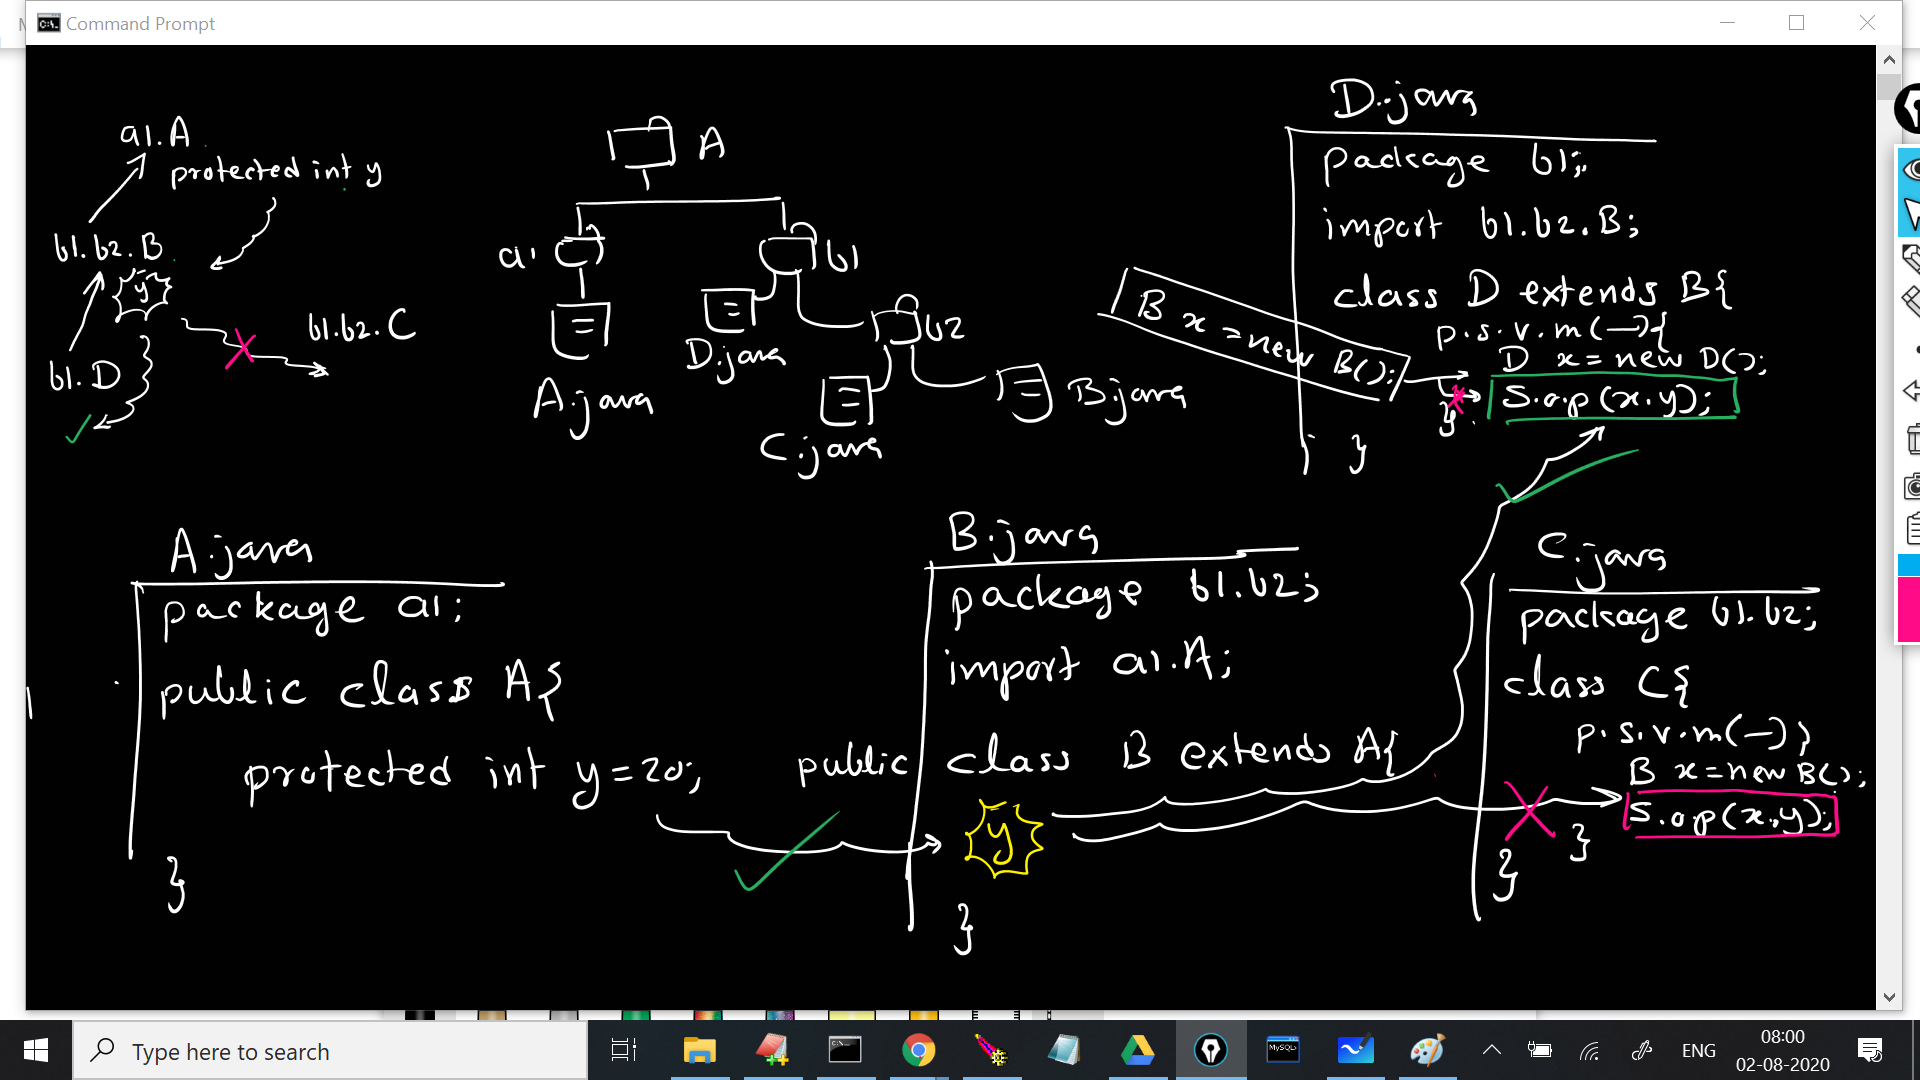 Command Prompt
a1.A
protected int y
b1.b2.B
y
b1.b2.C
b1.D
A
a1
b1
b2
A.java
D.java
C.java
B.java
D.java
package b1;
import b1.b2.B;
class D extends B{
p.s.v.m(—){
D x = new D();
S.o.p(x.y);
}
}
B x = new B();
A.java
package a1;
public class A{
protected int y=20;
}
B.java
package b1.b2;
import a1.A;
public class B extends A{
y
}
C.java
package b1.b2;
class C{
p.s.v.m(—){
B x=new B();
S.o.p(x.y);
}
}
Type here to search
MySQL
ENG
08:00
02-08-2020